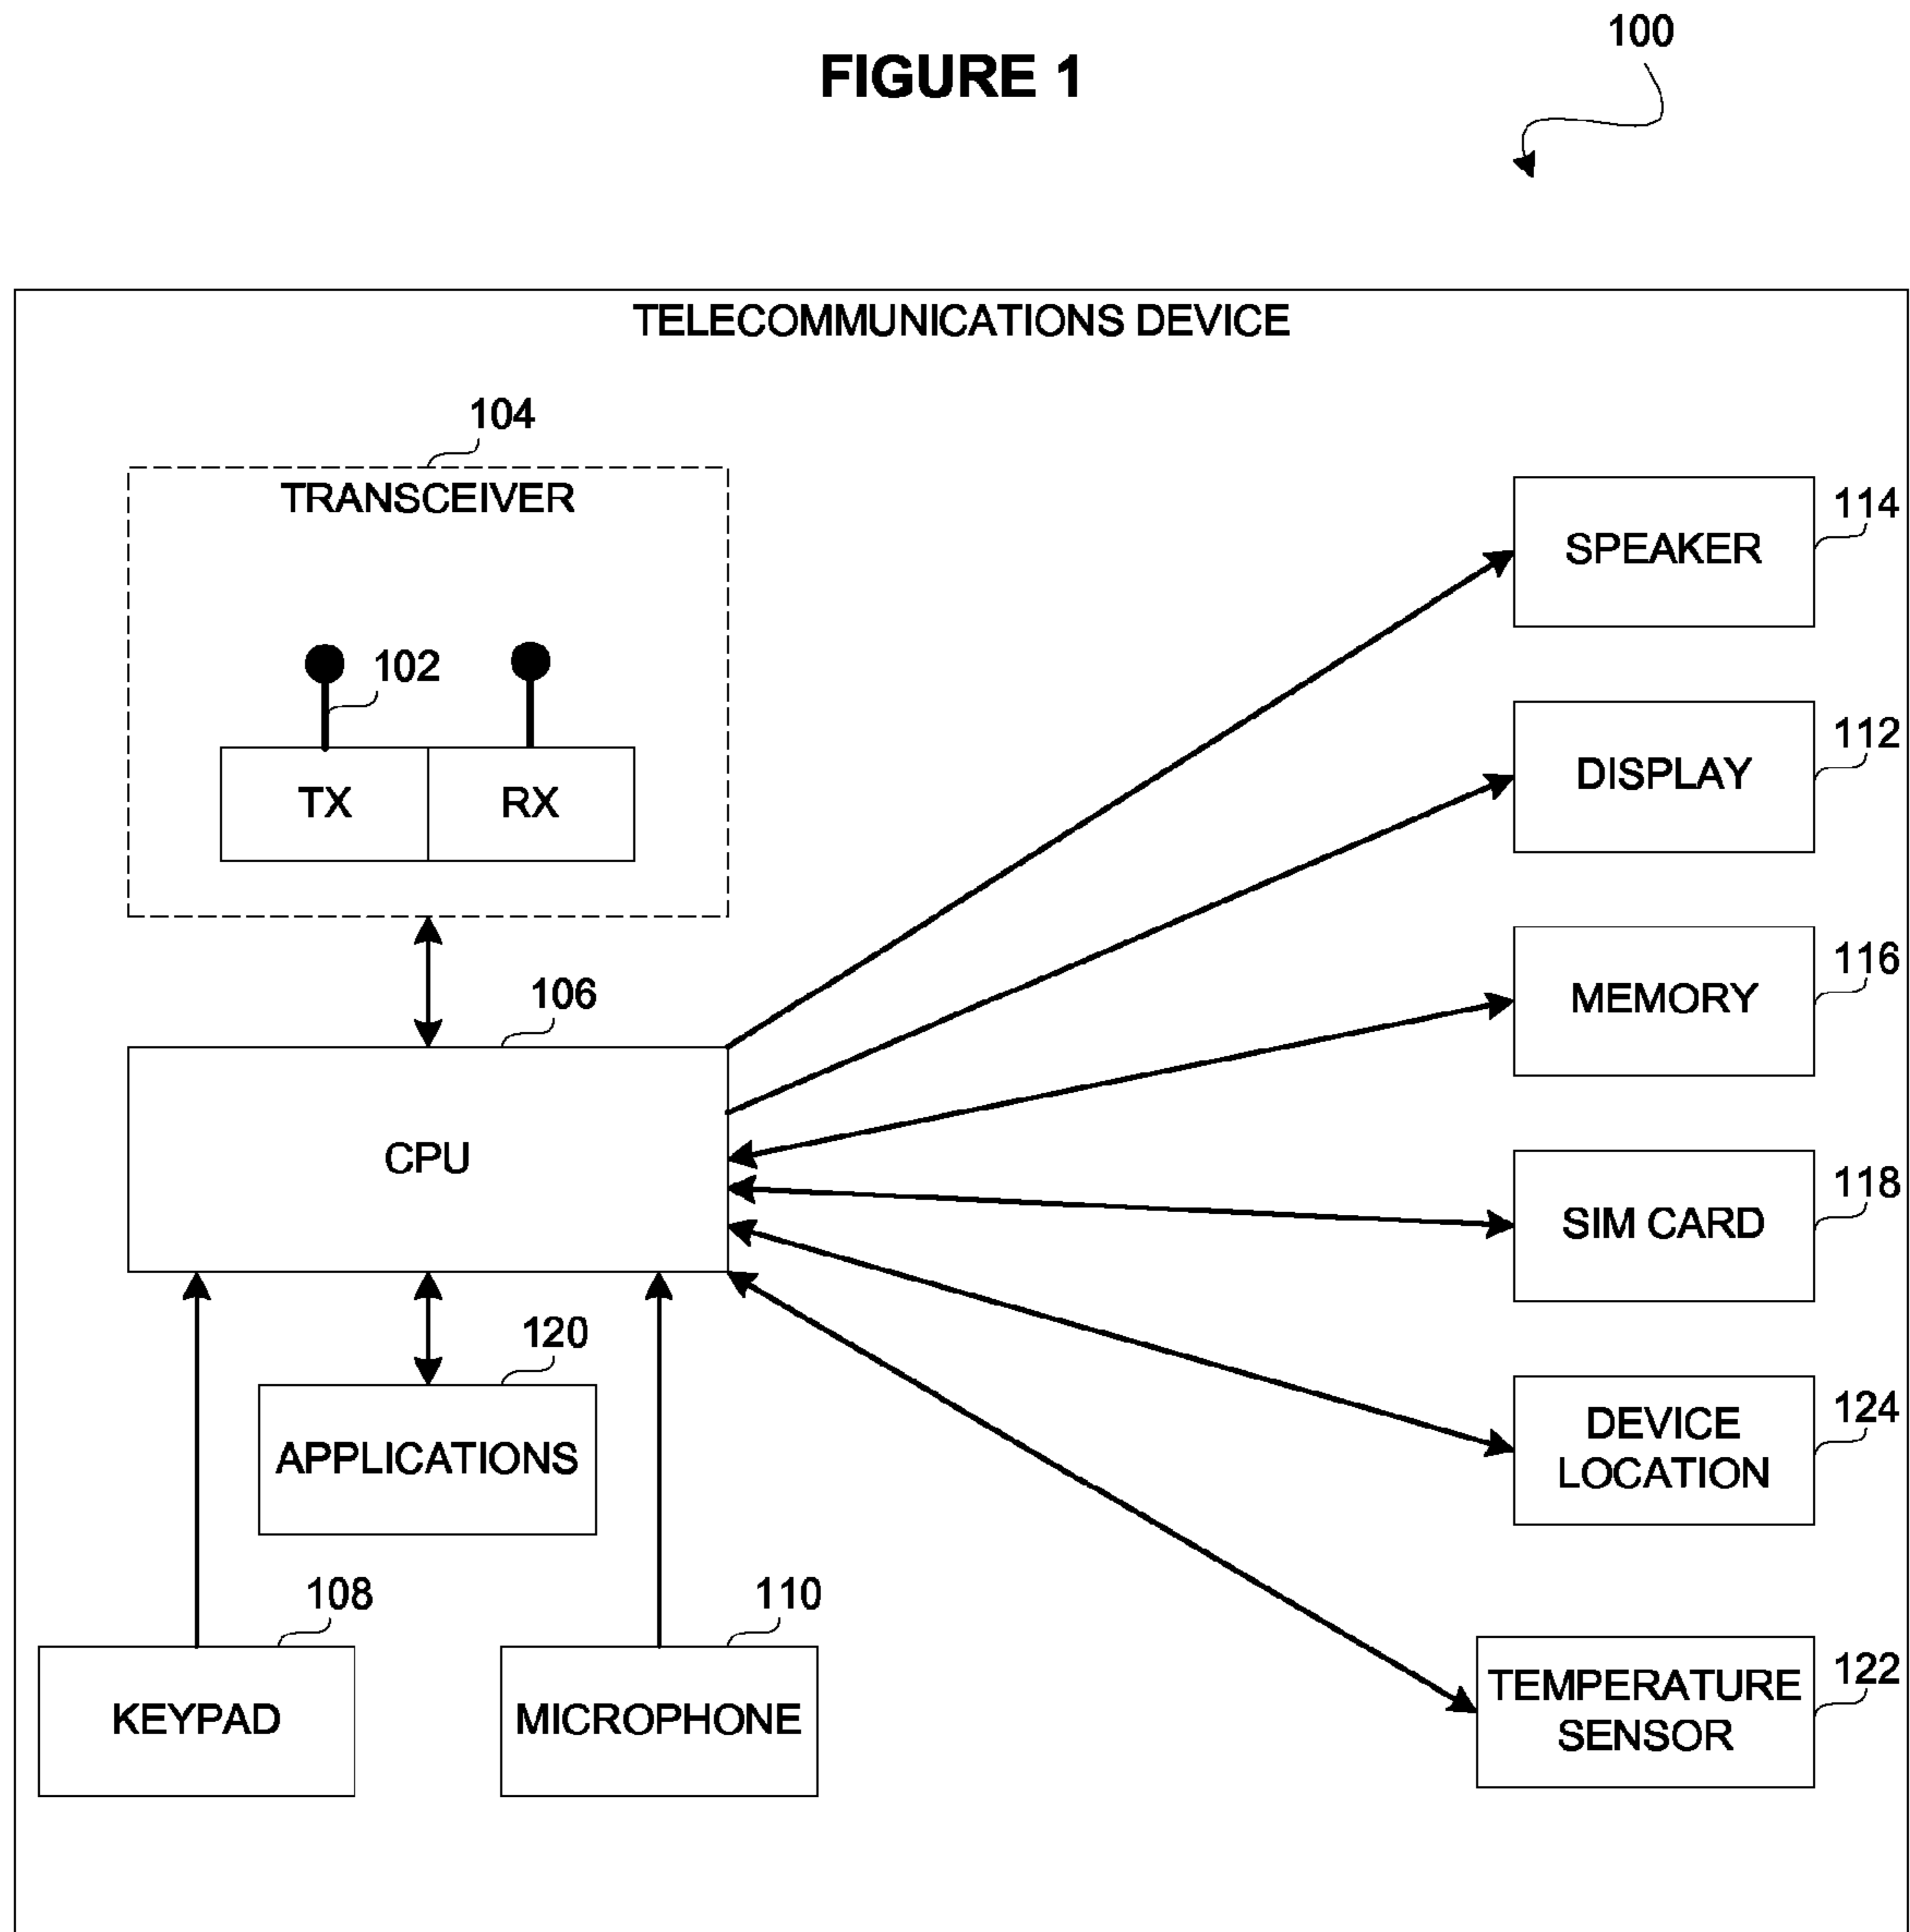 FIGURE 1
100
TELECOMMUNICATIONS DEVICE
104
TRANSCEIVER
102
TX
RX
106
CPU
120
APPLICATIONS
108
KEYPAD
110
MICROPHONE
SPEAKER
114
DISPLAY
112
MEMORY
116
SIM CARD
118
DEVICE
LOCATION
124
TEMPERATURE
SENSOR
122